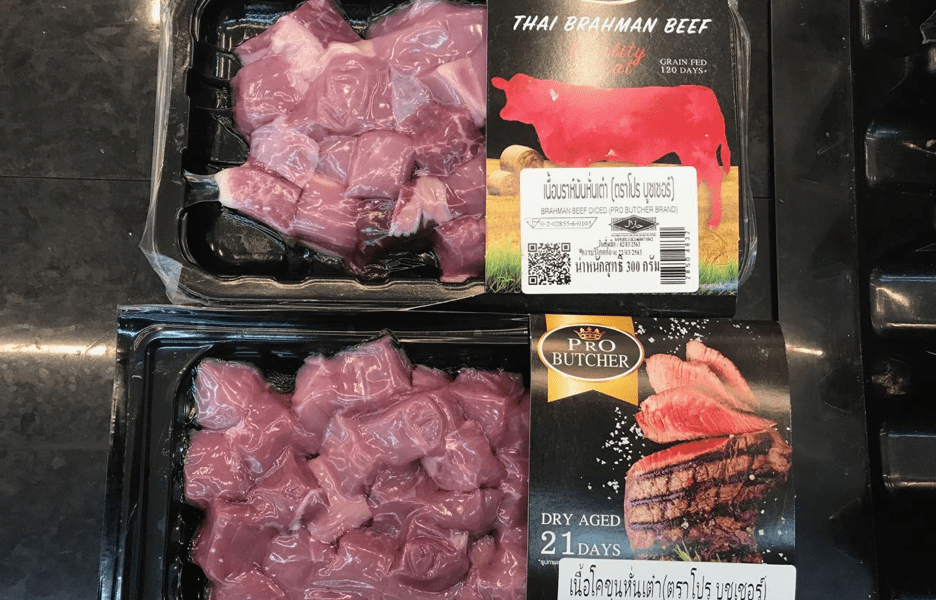 THAI BRAHMAN BEEF
GRAIN FED
120 DAYS+
เนื้อบราห์มันหั่นเต๋า (ตราโปร บูชเชอร์)
BRAHMAN BEEF DICED (PRO BUTCHER BRAND)
น้ำหนักสุทธิ 300 กรัม
PRO
BUTCHER
DRY AGED
21 DAYS
เนื้อโคขุนหั่นเต๋า(ตราโปร บูชเชอร์)